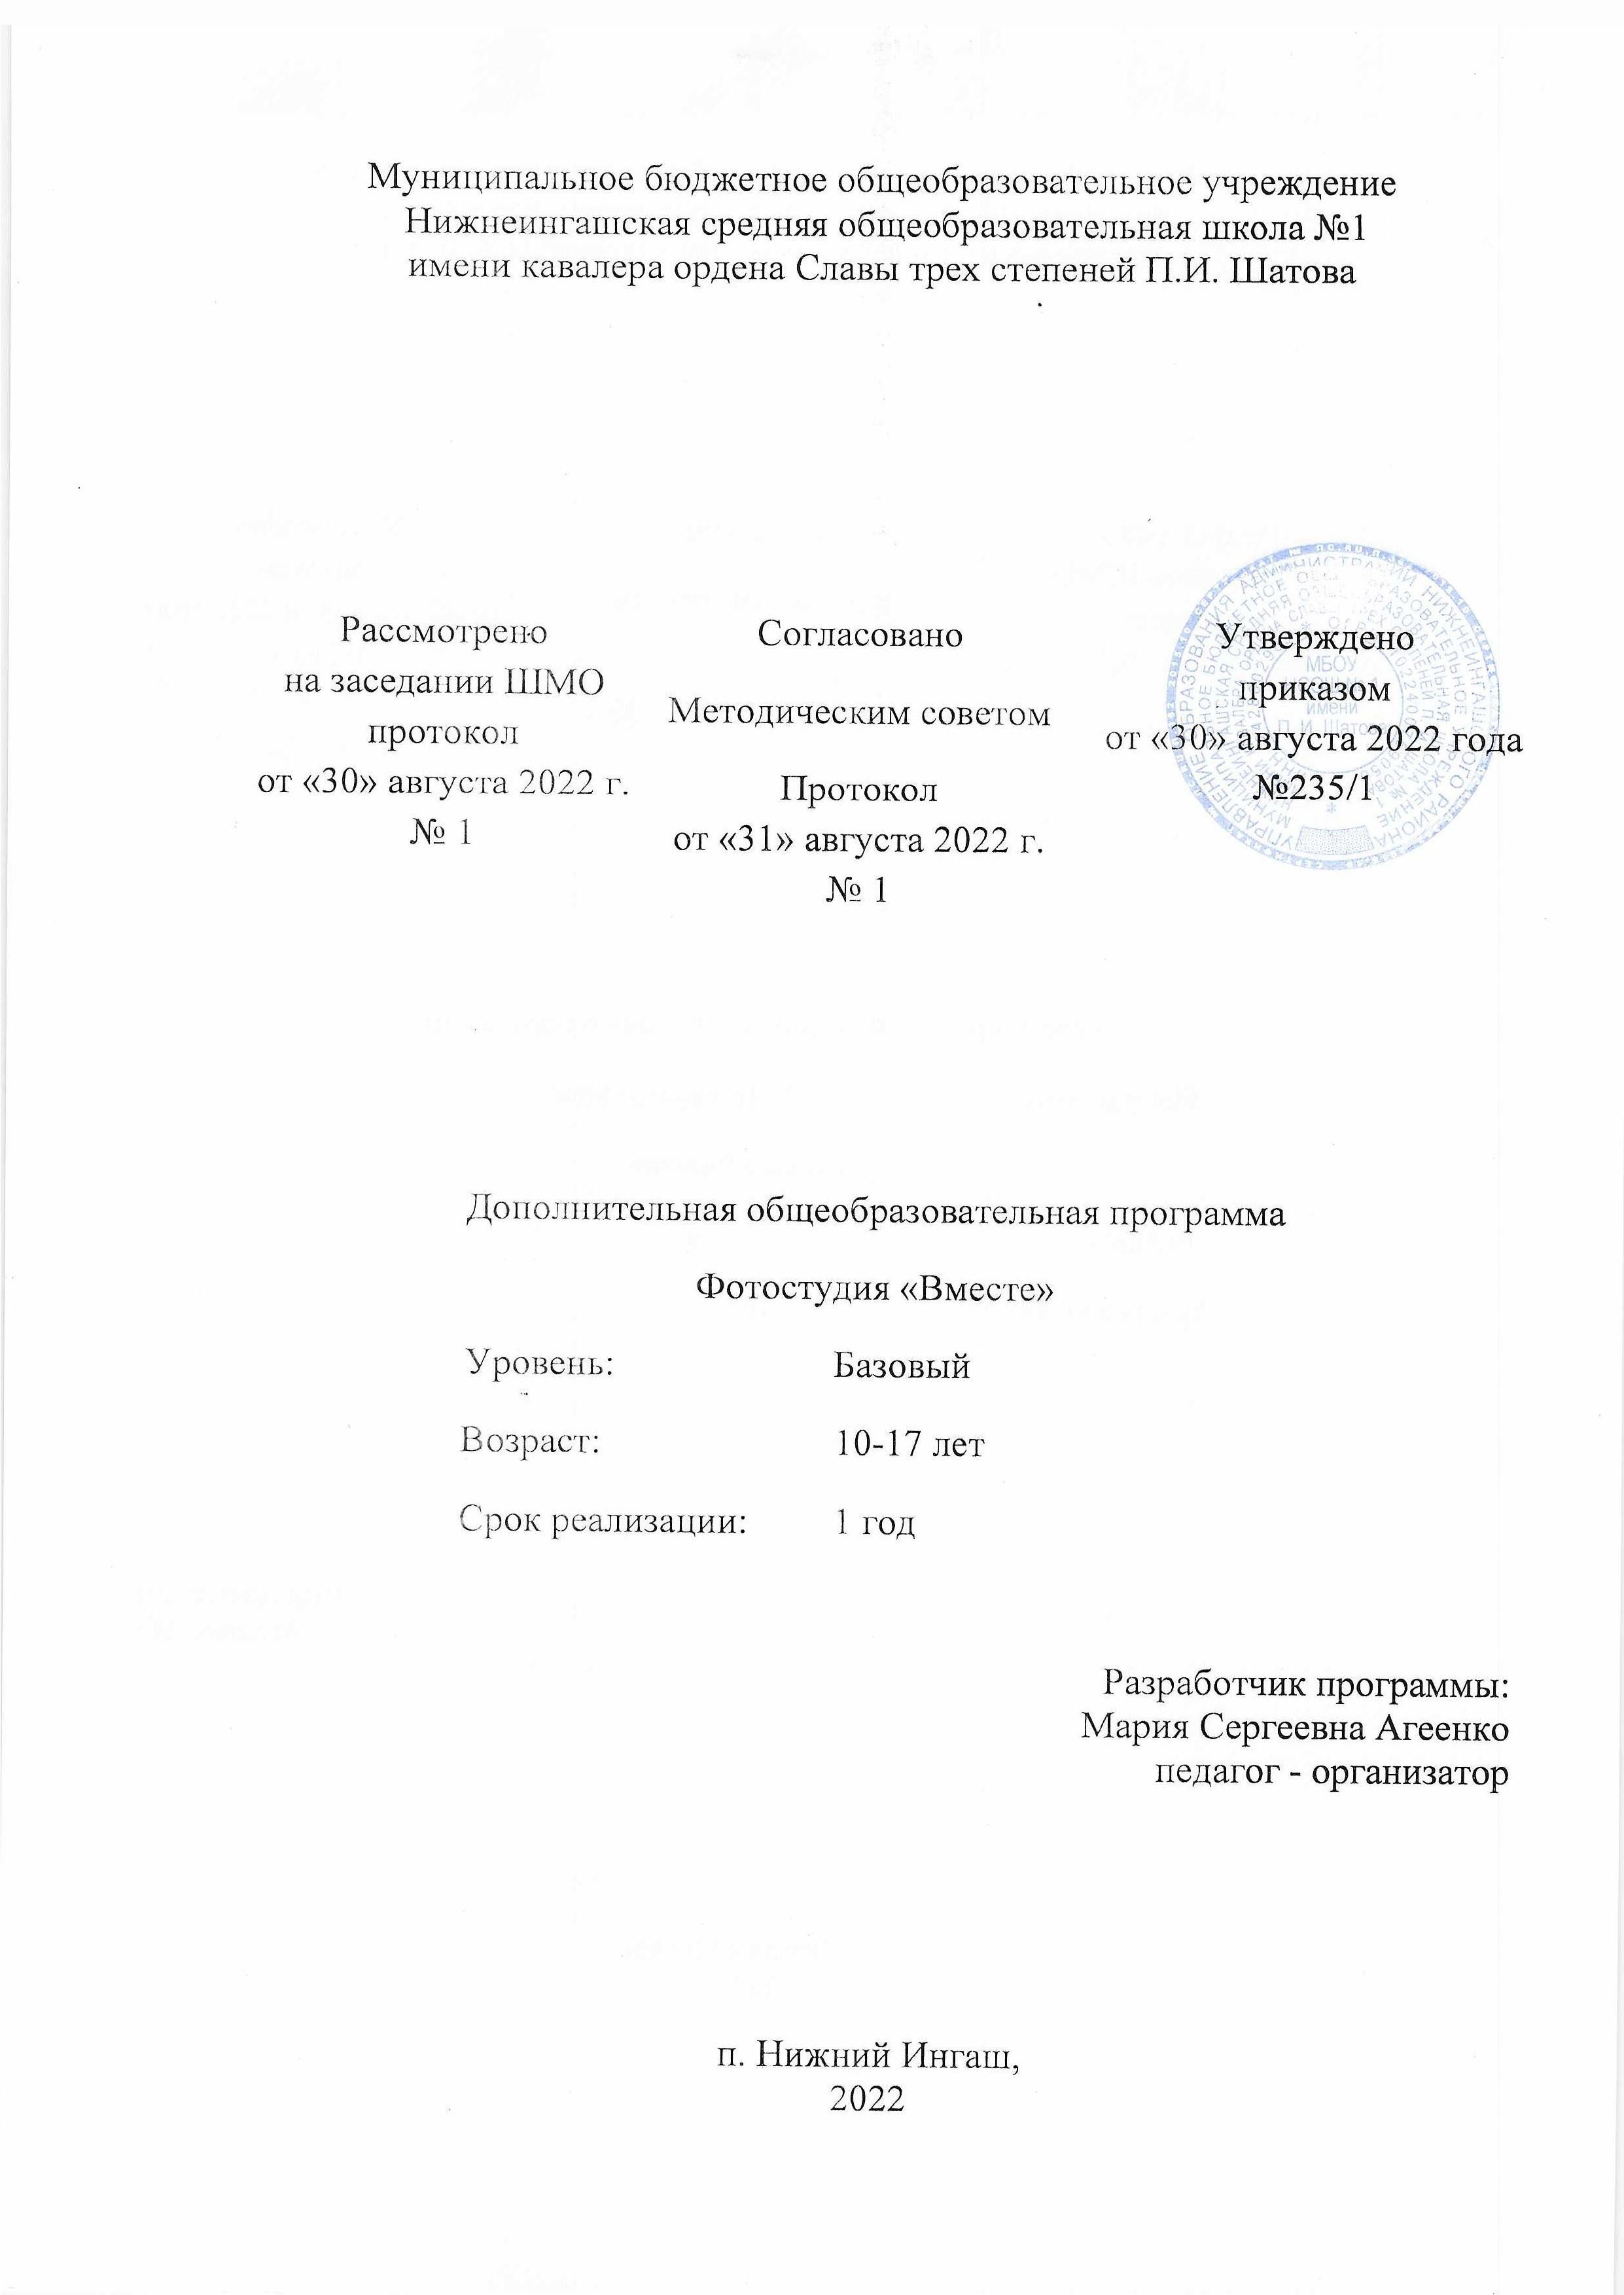 Муниципальное бюджетное общеобразовательное учреждение
Нижнеингашская средняя общеобразовательная школа №1
имени кавалера ордена Славы трех степеней П.И. Шатова
Рассмотрено
на заседании ШМО
протокол
от «30» августа 2022 г.
№ 1
Согласовано
Методическим советом
Протокол
от «31» августа 2022 г.
№ 1
Утверждено
приказом
от «30» августа 2022 года
№235/1
МБОУ
имени
П. И. Шатова
Дополнительная общеобразовательная программа
Фотостудия «Вместе»
Уровень: Базовый
Возраст: 10-17 лет
Срок реализации: 1 год
Разработчик программы:
Мария Сергеевна Агеенко
педагог - организатор
п. Нижний Ингаш,
2022